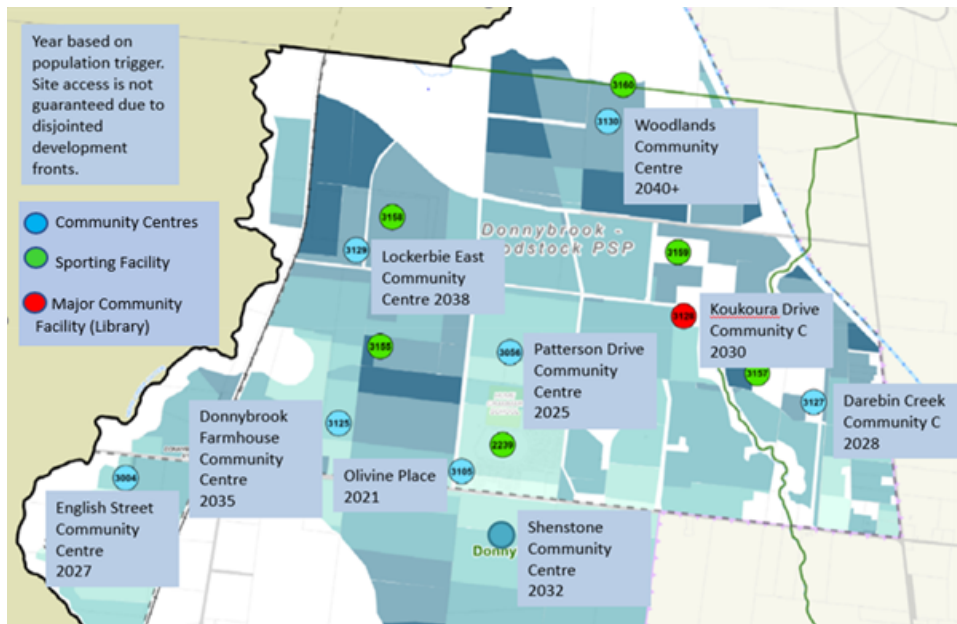 Year based on
population trigger.
Site access is not
guaranteed due to
disjointed
development
fronts.
Community Centres
Sporting Facility
Major Community
Facility (Library)
3160
3130
Woodlands
Community
Centre
2040+
3158
3129
Lockerbie East
Community
Centre 2038
Donnybrook -
odstock PSP
3159
3126
Koukoura Drive
Community C
2030
3155
3056
Patterson Drive
Community
Centre
2025
3157
3127
Darebin Creek
Community C
2028
Donnybrook
Farmhouse
Community
Centre
2035
3125
2239
Olivine Place
2021
3105
3004
English Street
Community
Centre
2027
Shenstone
Community
Centre
2032
Donny